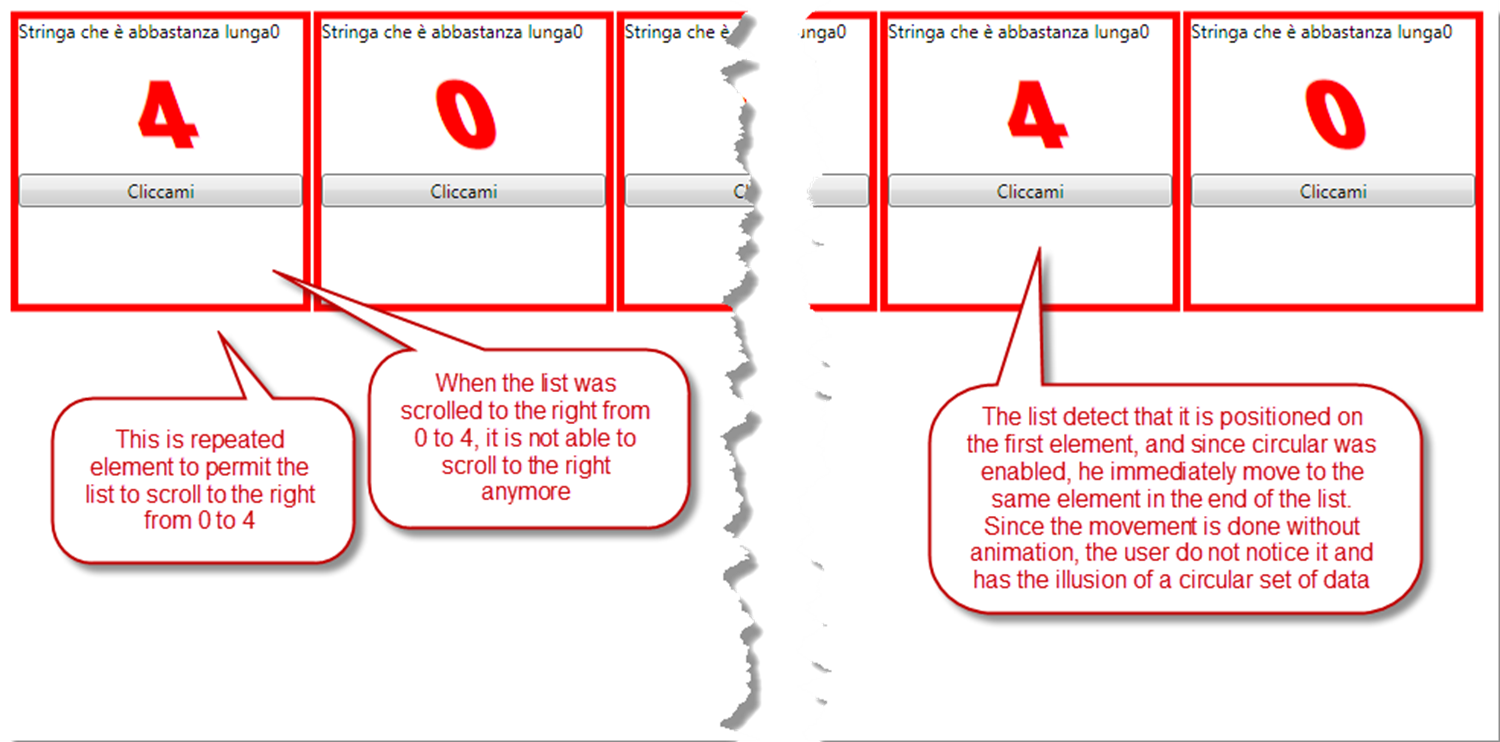 Stringa che è abbastanza lunga0
Stringa che è abbastanza lunga0
Stringa che è
4
0
Cliccami
Cliccami
This is repeated
element to permit the
list to scroll to the right
from 0 to 4
When the list was
scrolled to the right from
0 to 4, it is not able to
scroll to the right
anymore
Stringa che è abbastanza lunga0
Stringa che è abbastanza lunga0
4
0
Cliccami
Cliccami
The list detect that it is positioned on
the first element, and since circular was
enabled, he immediately move to the
same element in the end of the list.
Since the movement is done without
animation, the user do not notice it and
has the illusion of a circular set of data